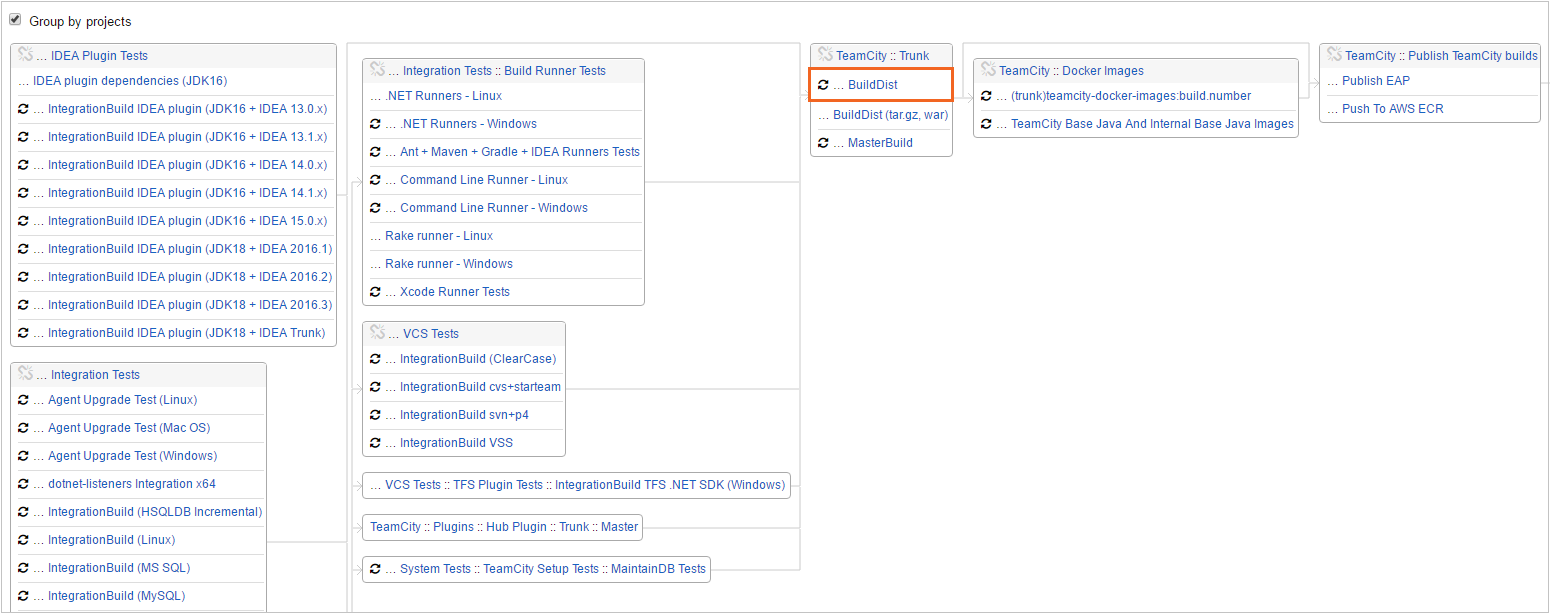 Group by projects
... IDEA Plugin Tests
... IDEA plugin dependencies (JDK16)
... IntegrationBuild IDEA plugin (JDK16 + IDEA 13.0.x)
... IntegrationBuild IDEA plugin (JDK16 + IDEA 13.1.x)
... IntegrationBuild IDEA plugin (JDK16 + IDEA 14.0.x)
... IntegrationBuild IDEA plugin (JDK16 + IDEA 14.1.x)
... IntegrationBuild IDEA plugin (JDK16 + IDEA 15.0.x)
... IntegrationBuild IDEA plugin (JDK18 + IDEA 2016.1)
... IntegrationBuild IDEA plugin (JDK18 + IDEA 2016.2)
... IntegrationBuild IDEA plugin (JDK18 + IDEA 2016.3)
... IntegrationBuild IDEA plugin (JDK18 + IDEA Trunk)
... Integration Tests
... Agent Upgrade Test (Linux)
... Agent Upgrade Test (Mac OS)
... Agent Upgrade Test (Windows)
... dotnet-listeners Integration x64
... IntegrationBuild (HSQLDB Incremental)
... IntegrationBuild (Linux)
... IntegrationBuild (MS SQL)
... IntegrationBuild (MySQL)
... Integration Tests :: Build Runner Tests
... .NET Runners - Linux
... .NET Runners - Windows
... Ant + Maven + Gradle + IDEA Runners Tests
... Command Line Runner - Linux
... Command Line Runner - Windows
... Rake runner - Linux
... Rake runner - Windows
... Xcode Runner Tests
... VCS Tests
... IntegrationBuild (ClearCase)
... IntegrationBuild cvs+starteam
... IntegrationBuild svn+p4
... IntegrationBuild VSS
... VCS Tests :: TFS Plugin Tests :: IntegrationBuild TFS .NET SDK (Windows)
TeamCity :: Plugins :: Hub Plugin :: Trunk :: Master
... System Tests :: TeamCity Setup Tests :: MaintainDB Tests
TeamCity :: Trunk
... BuildDist
... BuildDist (tar.gz, war)
... MasterBuild
TeamCity :: Docker Images
... (trunk)teamcity-docker-images:build.number
... TeamCity Base Java And Internal Base Java Images
TeamCity :: Publish TeamCity builds
... Publish EAP
... Push To AWS ECR